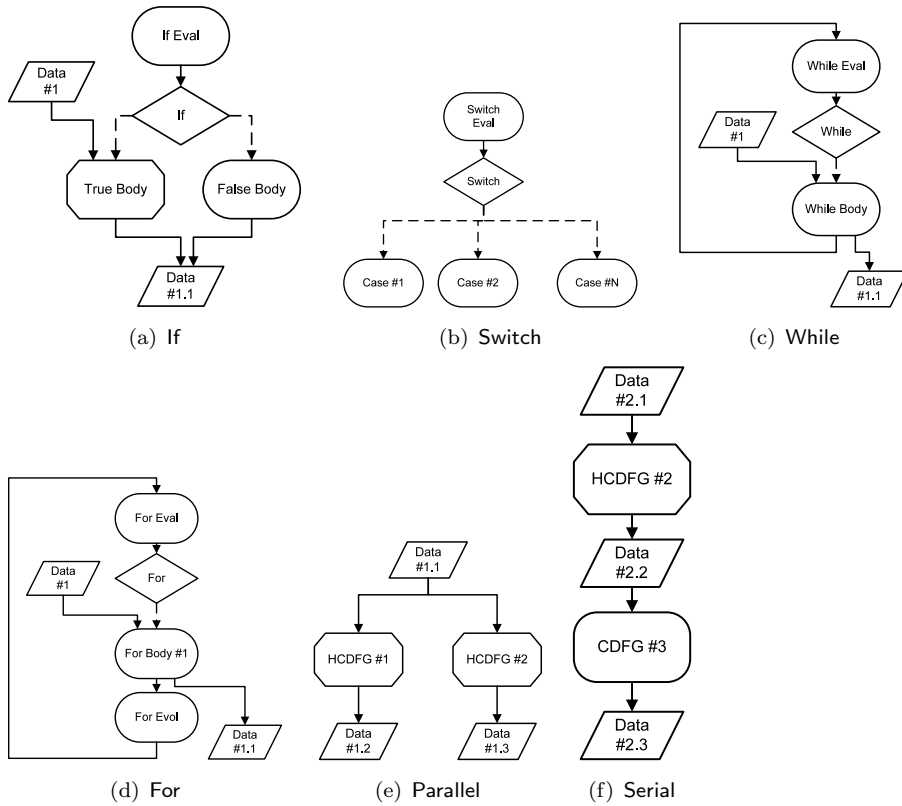 If Eval
Data
#1
If
True Body
False Body
Data
#1.1
(a) If
Switch
Eval
Switch
Case #1
Case #2
Case #N
(b) Switch
While Eval
Data
#1
While
While Body
Data
#1.1
(c) While
For Eval
Data
#1
For
For Body #1
For Evol
Data
#1.1
(d) For
Data
#1.1
HCDFG #1
HCDFG #2
Data
#1.2
Data
#1.3
(e) Parallel
Data
#2.1
HCDFG #2
Data
#2.2
CDFG #3
Data
#2.3
(f) Serial